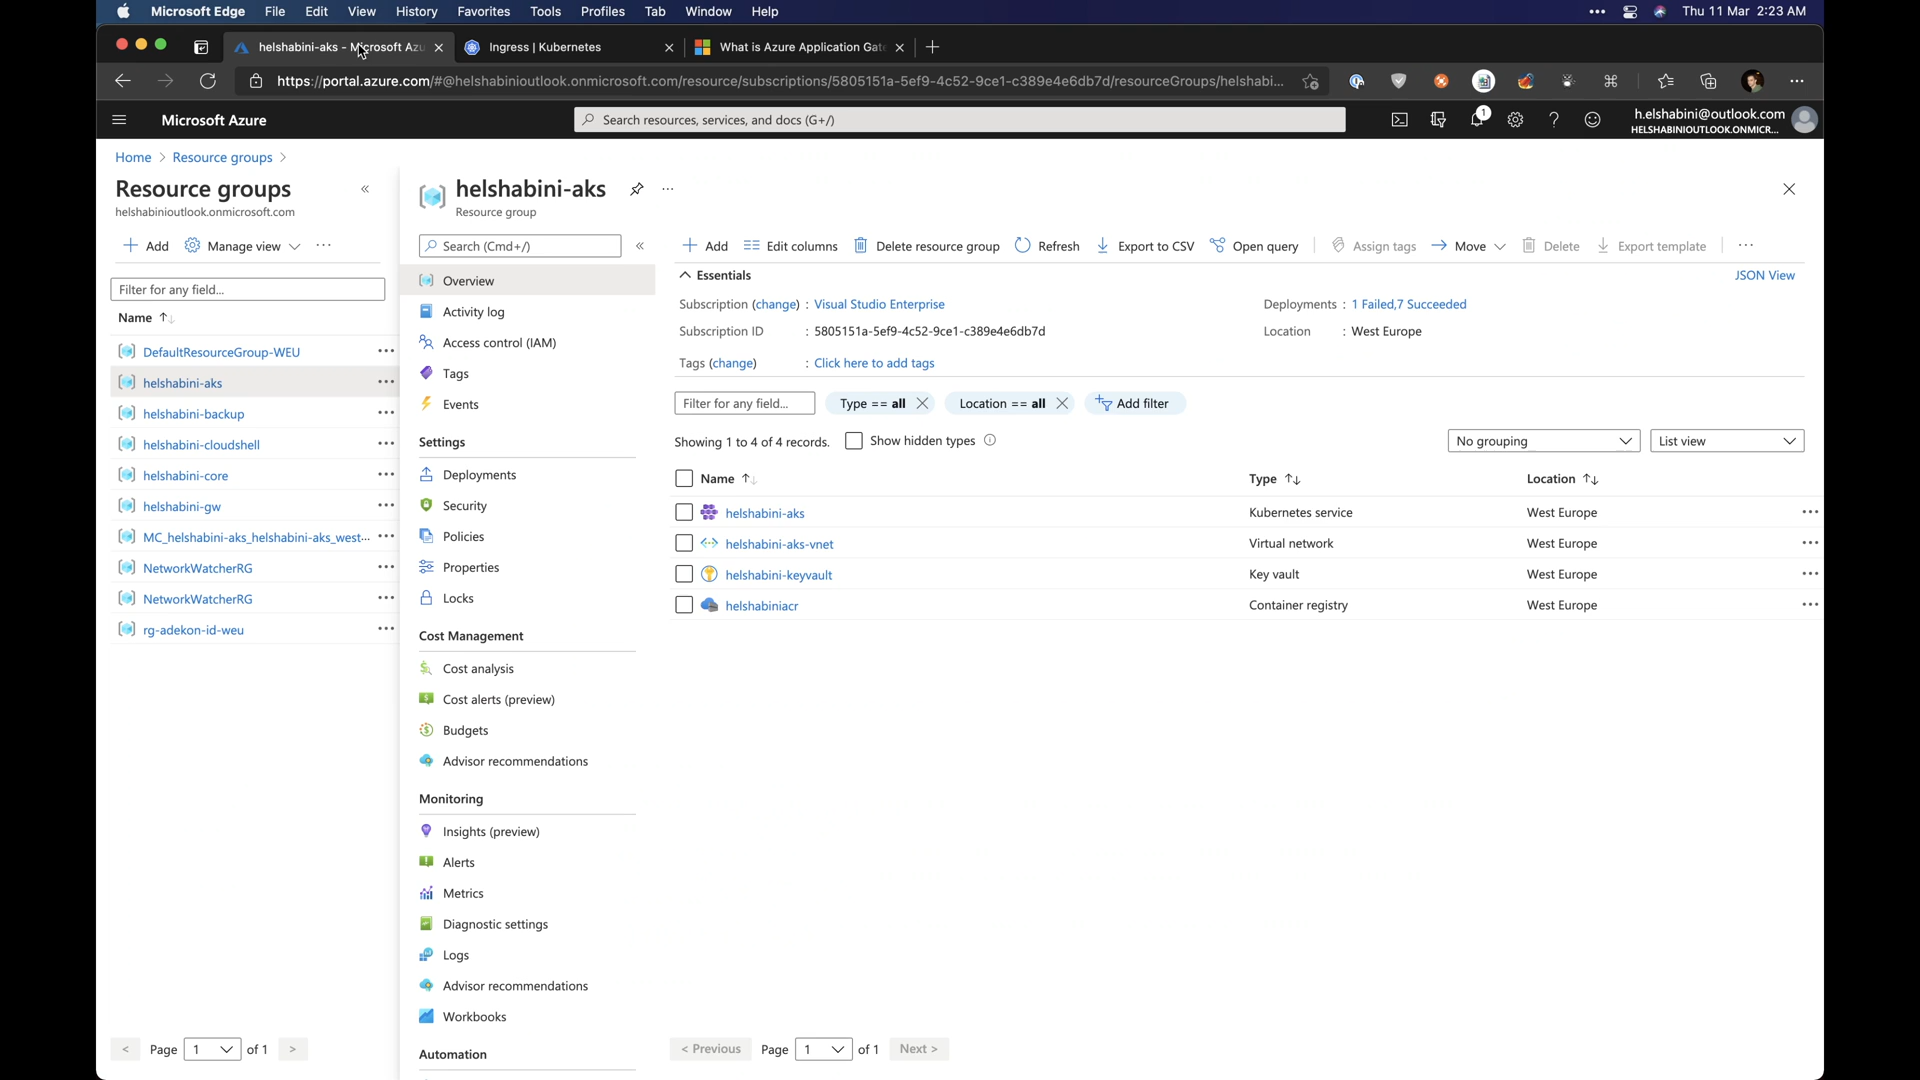 Microsoft Edge File Edit View History Favorites Tools Profiles Tab Window Help Thu 11 Mar 2:23 AM
helshabini-aks - Microsoft Azu Ingress | Kubernetes What is Azure Application Gate
https://portal.azure.com/#@helshabinioutlook.onmicrosoft.com/resource/subscriptions/5805151a-5ef9-4c52-9ce1-c389e4e6db7d/resourceGroups/helshabi...
Microsoft Azure
Search resources, services, and docs (G+/)
1
h.elshabini@outlook.com
HELSHABINIOUTLOOK.ONMICR...
Home > Resource groups >
Resource groups
helshabinioutlook.onmicrosoft.com
Add Manage view
Filter for any field...
Name
DefaultResourceGroup-WEU
helshabini-aks
helshabini-backup
helshabini-cloudshell
helshabini-core
helshabini-gw
MC_helshabini-aks_helshabini-aks_west...
NetworkWatcherRG
NetworkWatcherRG
rg-adekon-id-weu
< Page 1 of 1 >
helshabini-aks
Resource group
Search (Cmd+/)
Overview
Activity log
Access control (IAM)
Tags
Events
Settings
Deployments
Security
Policies
Properties
Locks
Cost Management
Cost analysis
Cost alerts (preview)
Budgets
Advisor recommendations
Monitoring
Insights (preview)
Alerts
Metrics
Diagnostic settings
Logs
Advisor recommendations
Workbooks
Automation
Add Edit columns Delete resource group Refresh Export to CSV Open query Assign tags Move Delete Export template
Essentials JSON View
Subscription (change) : Visual Studio Enterprise Deployments : 1 Failed,7 Succeeded
Subscription ID : 5805151a-5ef9-4c52-9ce1-c389e4e6db7d Location : West Europe
Tags (change) : Click here to add tags
Filter for any field... Type == all Location == all Add filter
Showing 1 to 4 of 4 records. Show hidden types No grouping List view
Name Type Location
helshabini-aks Kubernetes service West Europe
helshabini-aks-vnet Virtual network West Europe
helshabini-keyvault Key vault West Europe
helshabiniacr Container registry West Europe
< Previous Page 1 of 1 Next >